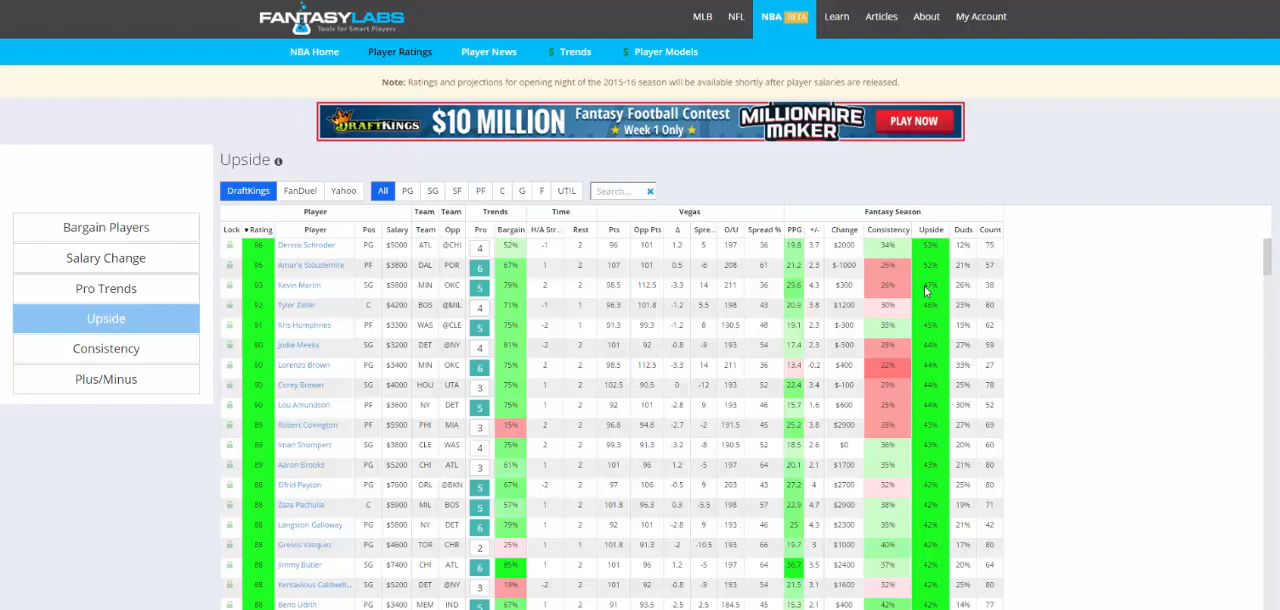 FANTASYLABS
Tools for Smart Players
MLB NFL NBA BETA Learn Articles About My Account
NBA Home Player Ratings Player News $ Trends $ Player Models
Note: Ratings and projections for opening night of the 2015-16 season will be available shortly after player salaries are released.
DRAFTKINGS $10 MILLION Fantasy Football Contest ★ Week 1 Only ★ MILLIONAIRE MAKER PLAY NOW
Upside
DraftKings FanDuel Yahoo All PG SG SF PF C G F UTIL Search...
Bargain Players
Salary Change
Pro Trends
Upside
Consistency
Plus/Minus
Player Team Team Trends Time Vegas Fantasy Season
Lock ▼Rating Player Pos Salary Team Opp Pro Bargain H/A Str... Rest Pts Opp Pts Δ Spre... O/U Spread % PPG +/- Change Consistency Upside Duds Count
96 Dennis Schroder PG $5000 ATL @CHI 4 52% -1 2 96 101 1.2 5 197 36 19.8 3.7 $2000 34% 53% 12% 75
96 Amar'e Stoudemire PF $3800 DAL POR 6 67% 1 2 107 101 0.5 -6 208 61 21.2 2.3 $-1000 26% 52% 21% 57
93 Kevin Martin SG $5800 MIN OKC 5 79% 2 2 98.5 112.5 -3.3 14 211 36 29.6 4.3 $300 26% 47% 26% 38
92 Tyler Zeller C $4200 BOS @MIL 4 71% -1 1 96.3 101.8 -1.2 5.5 198 43 20.9 3.8 $1200 30% 46% 23% 80
91 Kris Humphries PF $3300 WAS @CLE 5 75% -2 2 91.3 99.3 -1.2 8 190.5 48 19.1 2.3 $-300 35% 45% 19% 62
90 Jodie Meeks SG $3200 DET @NY 4 81% -2 2 101 92 -0.8 -9 193 54 17.4 2.3 $-500 28% 44% 27% 59
90 Lorenzo Brown PG $3400 MIN OKC 6 75% 2 2 98.5 112.5 -3.3 14 211 36 13.4 -0.2 $400 22% 44% 33% 27
90 Corey Brewer SG $4000 HOU UTA 3 75% 1 2 102.5 90.5 0 -12 193 52 22.4 3.4 $-100 29% 44% 25% 78
90 Lou Amundson PF $3600 NY DET 5 75% 1 2 92 101 -2.8 9 193 46 15.7 1.6 $600 25% 44% 30% 52
89 Robert Covington PF $5900 PHI MIA 3 15% 2 2 96.8 94.8 -2.7 -2 191.5 45 25.2 3.8 $2900 28% 43% 27% 69
89 Iman Shumpert SG $3800 CLE WAS 4 75% 2 2 99.3 91.3 -3.2 -8 190.5 52 18.5 2.6 $0 36% 43% 20% 60
89 Aaron Brooks PG $5200 CHI ATL 3 61% 1 2 101 96 1.2 -5 197 64 20.1 2.1 $1700 35% 43% 21% 80
88 Elfrid Payton PG $7600 ORL @BKN 5 67% -2 2 91 96 -0.5 9 203 43 27.2 4 $2700 32% 42% 23% 80
88 Zaza Pachulia C $5900 MIL BOS 5 57% 1 1 101.8 96.3 0.3 -5.5 198 57 22.9 4.7 $2900 38% 42% 19% 71
88 Langston Galloway PG $5800 NY DET 6 79% 1 2 92 101 -2.8 9 193 46 25 4.3 $2300 35% 42% 21% 42
88 Greivis Vasquez PG $4600 TOR CHR 2 25% 1 1 101.8 91.3 -2 -10.5 193 66 19.7 3 $1000 40% 42% 17% 80
88 Jimmy Butler SG $7400 CHI ATL 6 85% 1 2 101 96 1.2 -5 197 64 36.7 3.5 $2400 37% 42% 20% 64
88 Kentavious Caldwell... SG $5200 DET @NY 3 19% -2 2 101 92 -0.8 -9 193 54 21.5 3.1 $1600 32% 42% 25% 80
88 Beno Udrih PG $3400 MEM IND 5 67% 1 2 95 92 -2.5 2.5 184.5 45 15.3 2.1 $400 42% 42% 14% 77